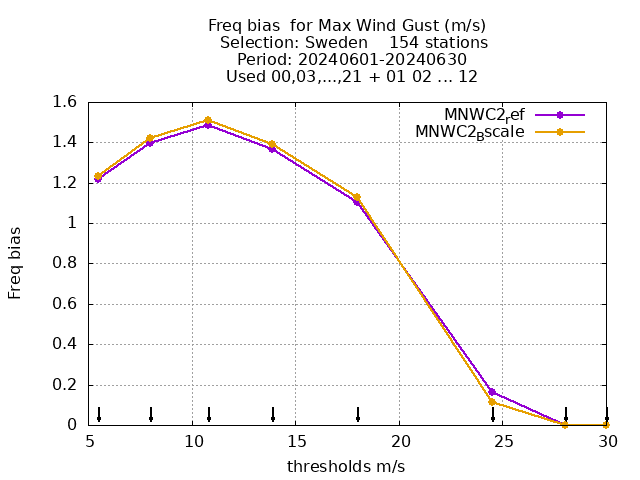 Freq bias  for Max Wind Gust (m/s)
Selection: Sweden    154 stations
Period: 20240601-20240630
Used 00,03,...,21 + 01 02 ... 12
MNWC2ref
MNWC2Bscale
1.6
1.4
1.2
1
0.8
0.6
0.4
0.2
0
Freq bias
5 10 15 20 25 30
thresholds m/s